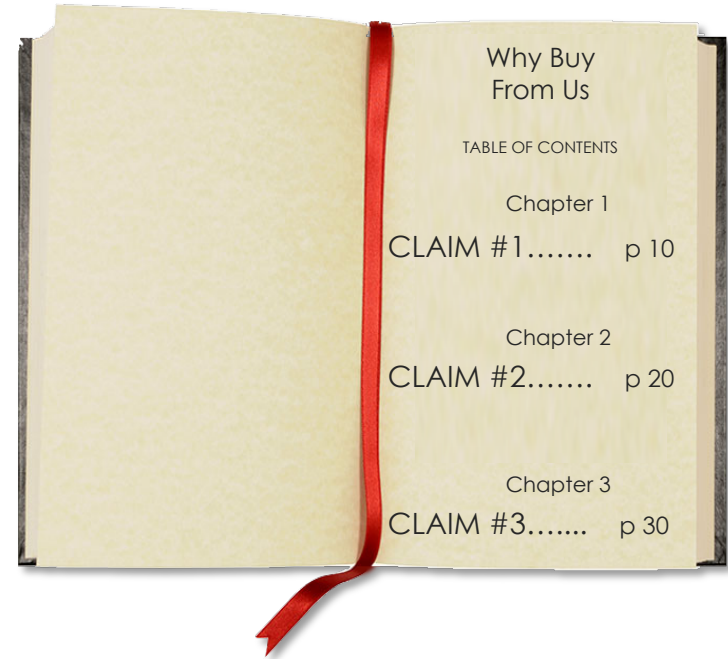 Why Buy
From Us
TABLE OF CONTENTS
Chapter 1
CLAIM #1....... p 10
Chapter 2
CLAIM #2....... p 20
Chapter 3
CLAIM #3....... p 30